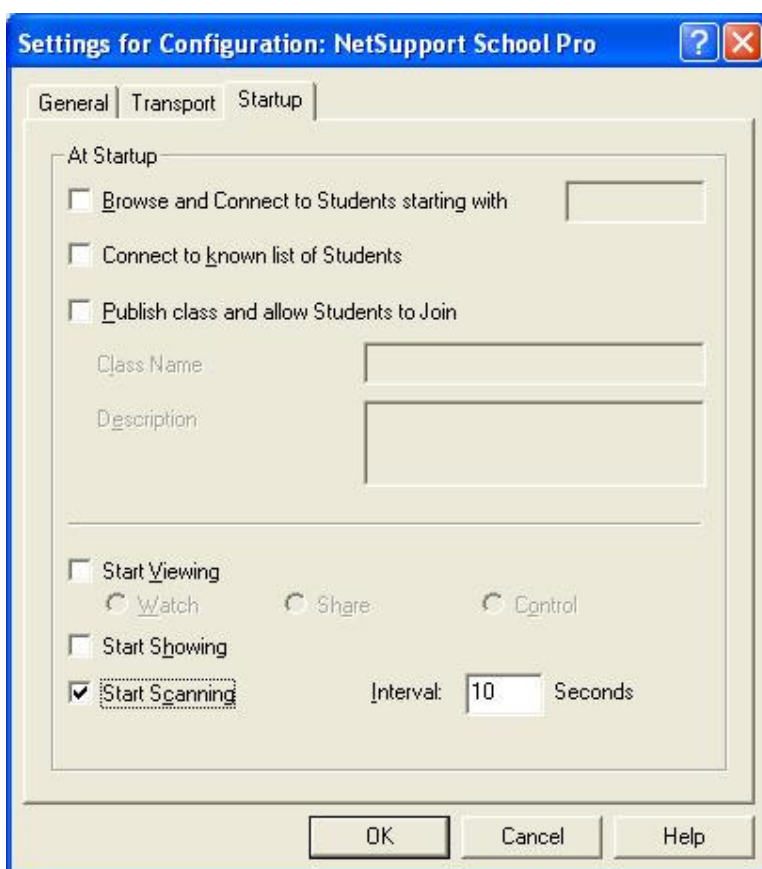 Settings for Configuration: NetSupport School Pro
General Transport Startup
At Startup
Browse and Connect to Students starting with
Connect to known list of Students
Publish class and allow Students to Join
Class Name
Description
Start Viewing
Watch Share Control
Start Showing
Start Scanning Interval: 10 Seconds
OK Cancel Help